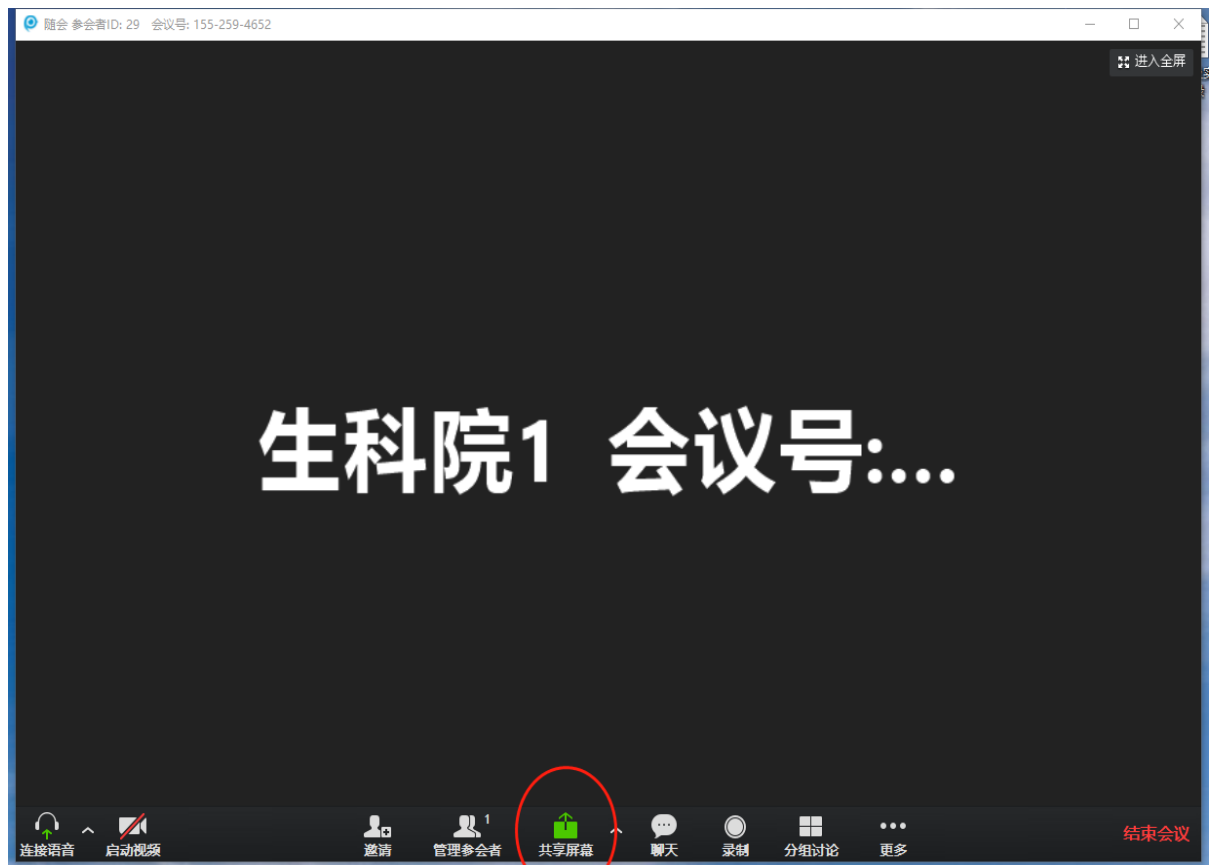 随会 参会者ID: 29 会议号: 155-259-4652
进入全屏
生科院1 会议号:...
1
连接语音 启动视频 邀请 管理参会者 共享屏幕 聊天 录制 分组讨论 更多 结束会议